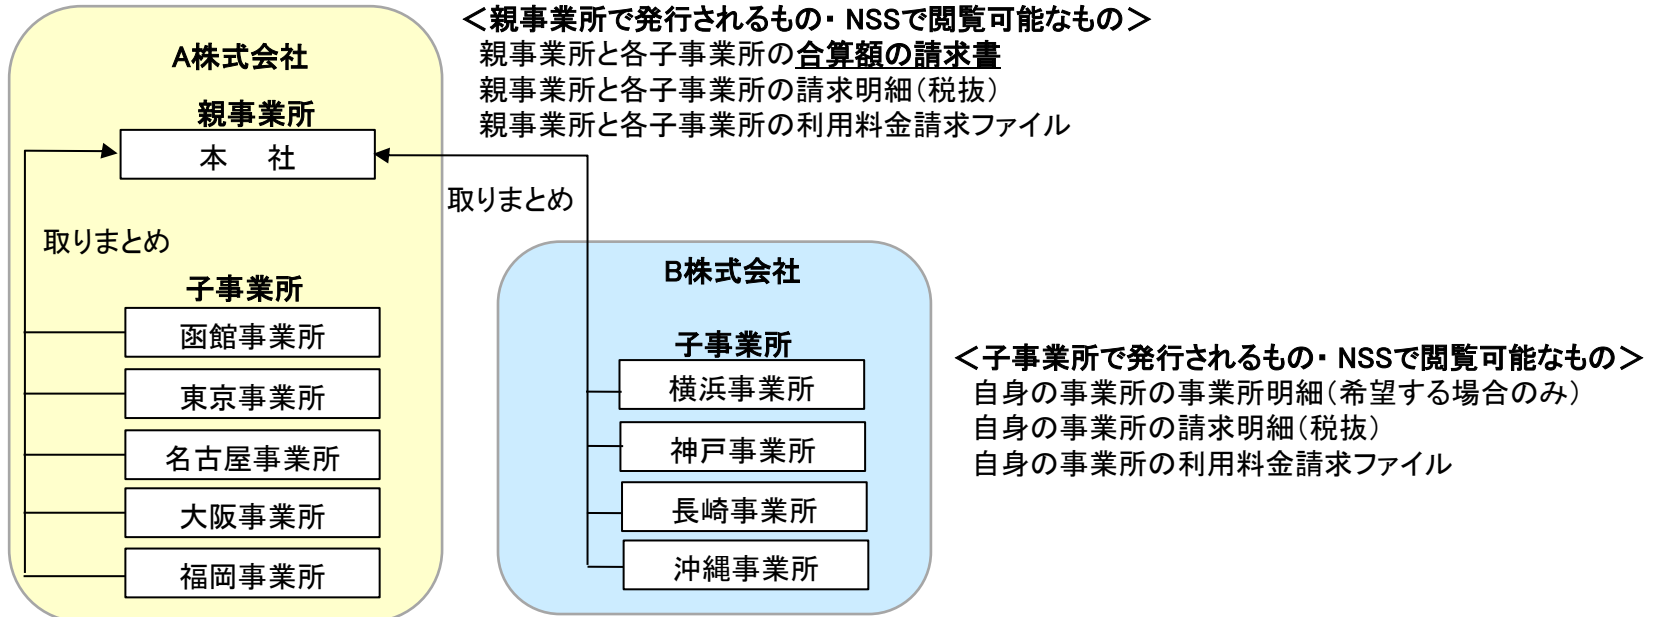 A株式会社
親事業所
本 社
取りまとめ
子事業所
函館事業所
東京事業所
名古屋事業所
大阪事業所
福岡事業所
＜親事業所で発行されるもの・NSSで閲覧可能なもの＞
親事業所と各子事業所の合算額の請求書
親事業所と各子事業所の請求明細（税抜）
親事業所と各子事業所の利用料金請求ファイル
取りまとめ
B株式会社
子事業所
横浜事業所
神戸事業所
長崎事業所
沖縄事業所
＜子事業所で発行されるもの・NSSで閲覧可能なもの＞
自身の事業所の事業所明細（希望する場合のみ）
自身の事業所の請求明細（税抜）
自身の事業所の利用料金請求ファイル